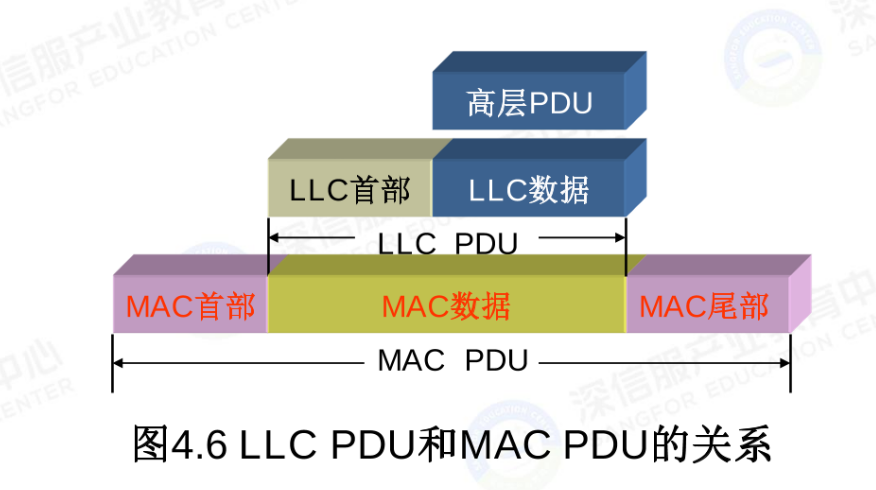 高层PDU
LLC首部 LLC数据
LLC PDU
MAC首部 MAC数据 MAC尾部
MAC PDU
图4.6 LLC PDU和MAC PDU的关系
深信服产业教育中心
SANGFOR EDUCATION CENTER